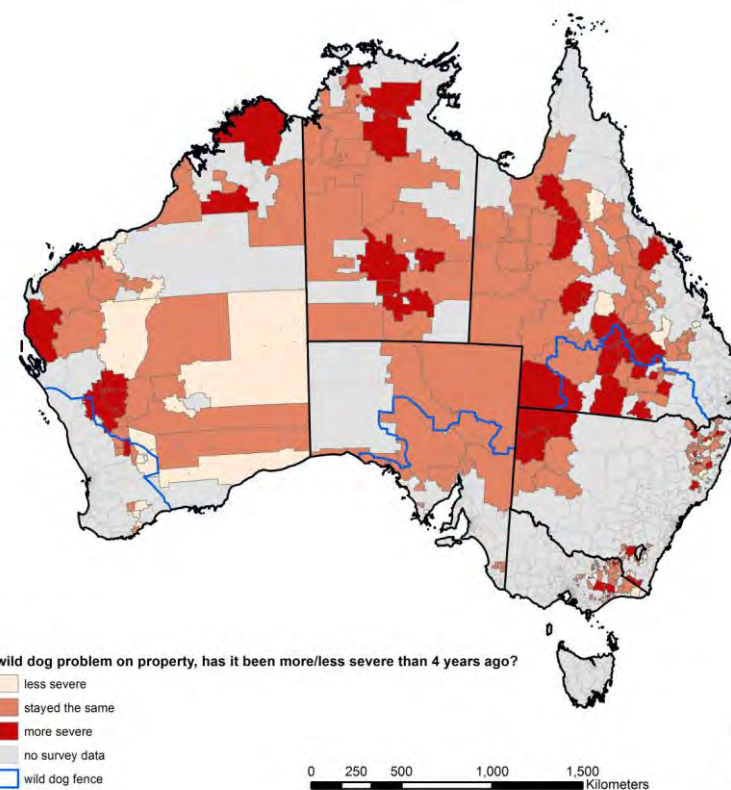 wild dog problem on property, has it been more/less severe than 4 years ago?
less severe
stayed the same
more severe
no survey data
wild dog fence
0 250 500 1,000 1,500
Kilometers